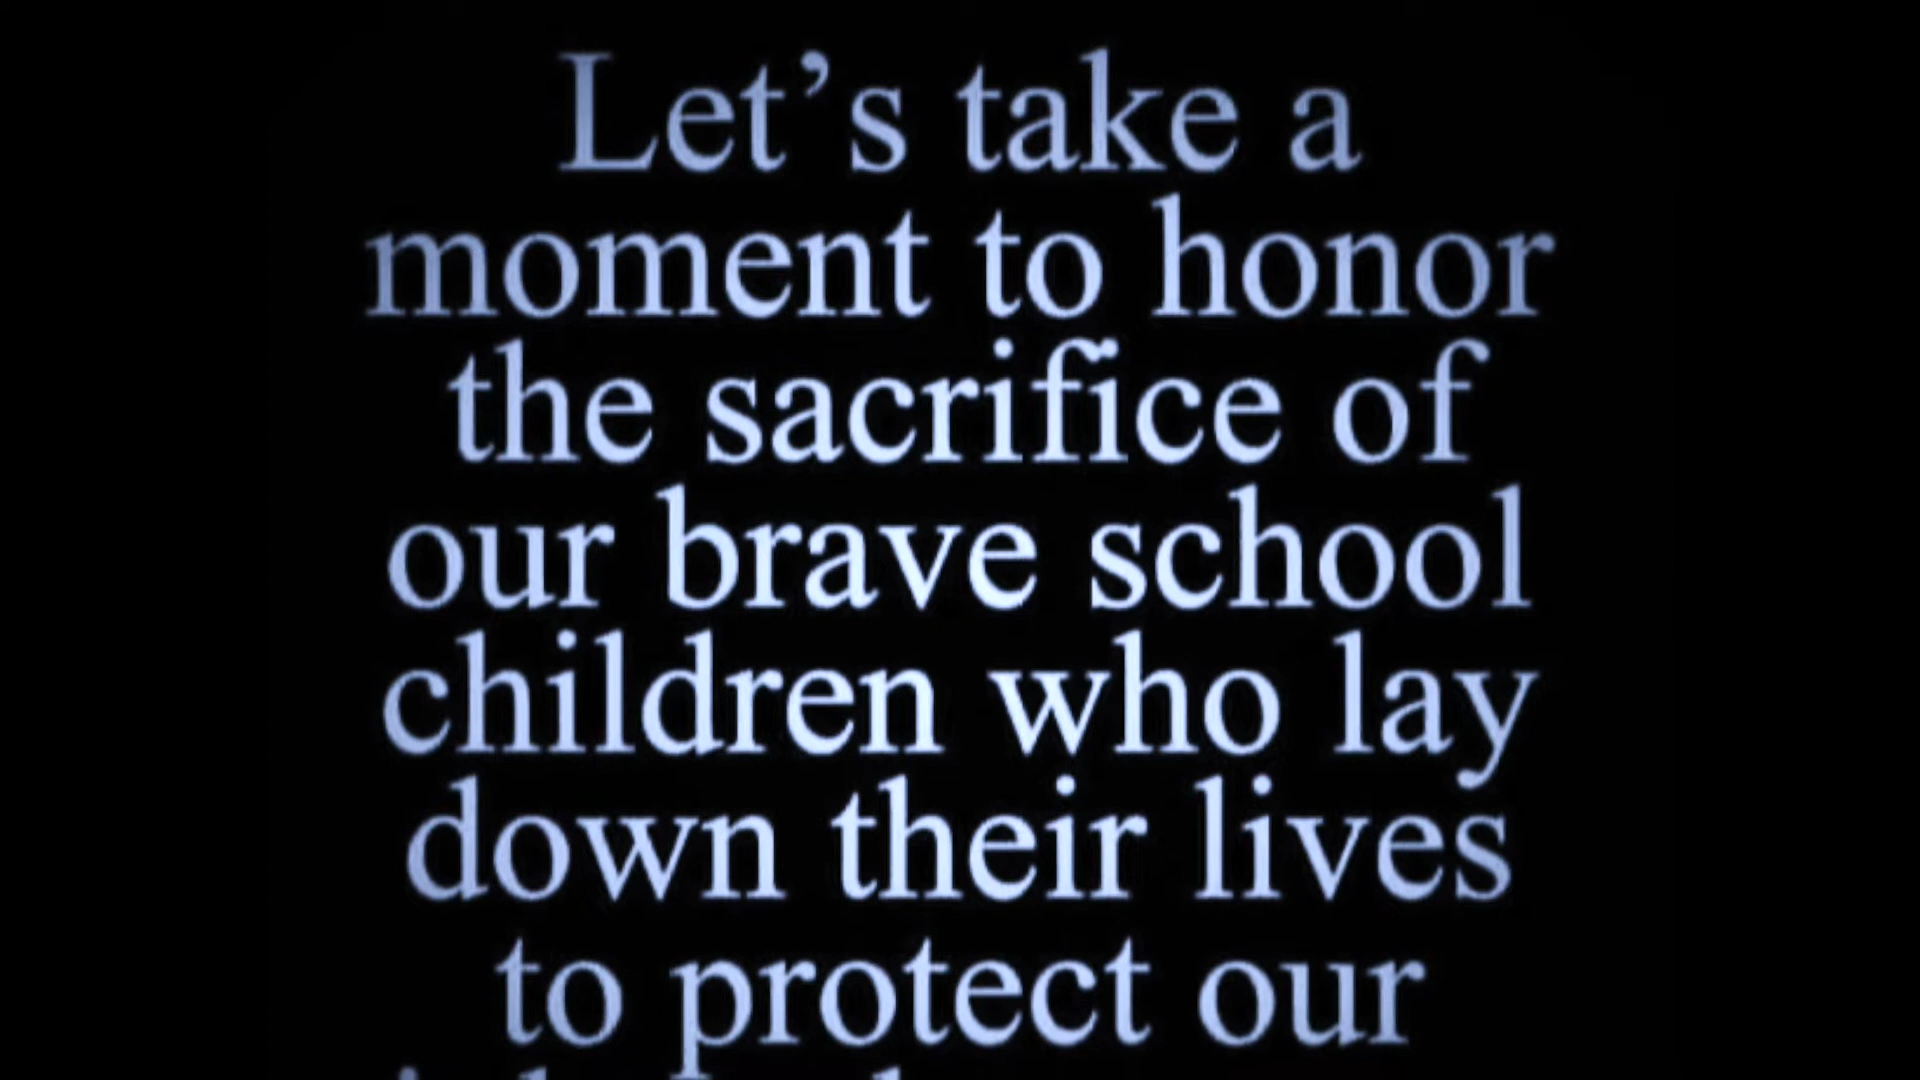 Let’s take a
moment to honor
the sacrifice of
our brave school
children who lay
down their lives
to protect our